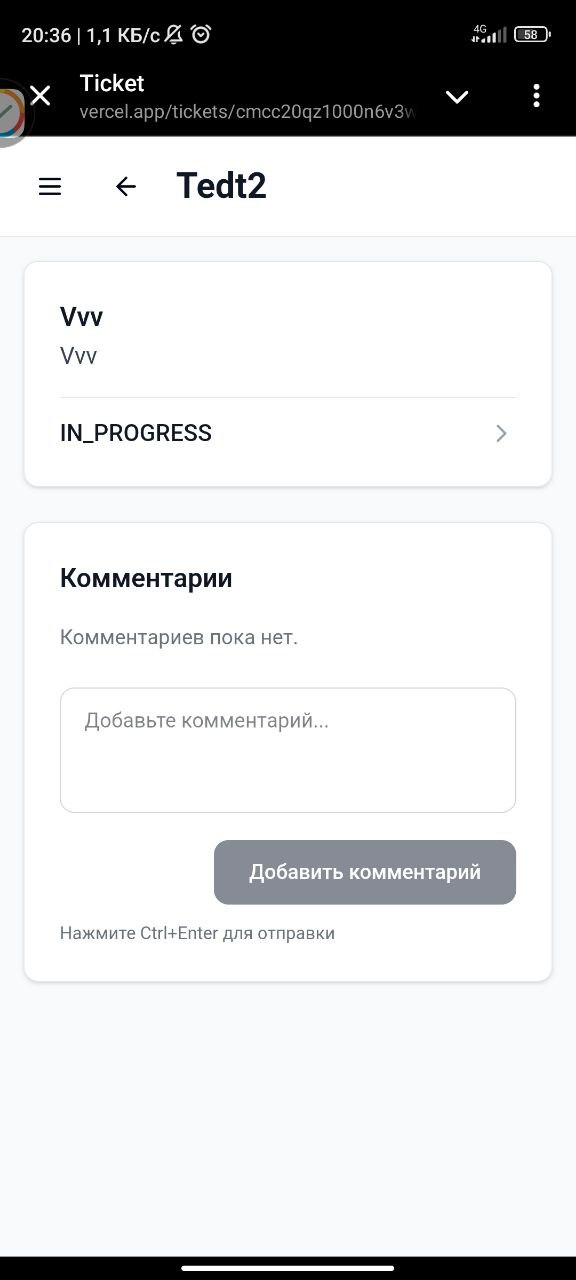 20:36 | 1,1 КБ/с
4G
58
Ticket
vercel.app/tickets/cmcc20qz1000n6v3w
Tedt2
Vvv
Vvv
IN_PROGRESS
Комментарии
Комментариев пока нет.
Добавьте комментарий...
Добавить комментарий
Нажмите Ctrl+Enter для отправки